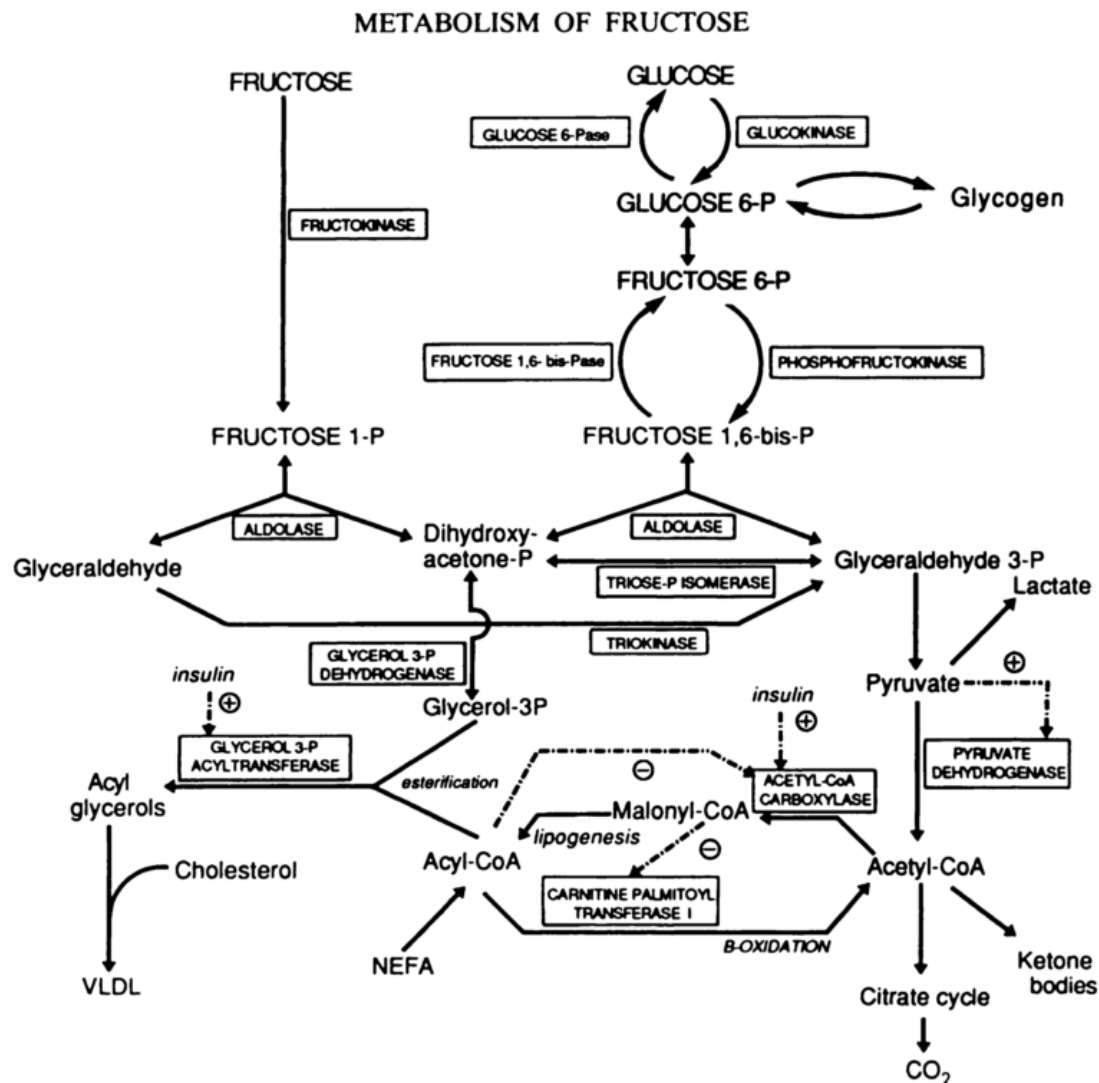 METABOLISM OF FRUCTOSE
FRUCTOSE
GLUCOSE
GLUCOSE 6-Pase
GLUCOKINASE
GLUCOSE 6-P
Glycogen
FRUCTOKINASE
FRUCTOSE 6-P
FRUCTOSE 1,6- bis-Pase
PHOSPHOFRUCTOKINASE
FRUCTOSE 1-P
FRUCTOSE 1,6-bis-P
ALDOLASE
Dihydroxy-
acetone-P
ALDOLASE
Glyceraldehyde
Glyceraldehyde 3-P
TRIOSE-P ISOMERASE
Lactate
TRIOKINASE
GLYCEROL 3-P
DEHYDROGENASE
insulin
+
Glycerol-3P
insulin
+
Pyruvate
+
GLYCEROL 3-P
ACYLTRANSFERASE
PYRUVATE
DEHYDROGENASE
Acyl
glycerols
esterification
−
ACETYL-CoA
CARBOXYLASE
Malonyl-CoA
lipogenesis
−
Cholesterol
Acyl-CoA
Acetyl-CoA
CARNITINE PALMITOYL
TRANSFERASE I
B-OXIDATION
VLDL
NEFA
Ketone
bodies
Citrate cycle
CO2